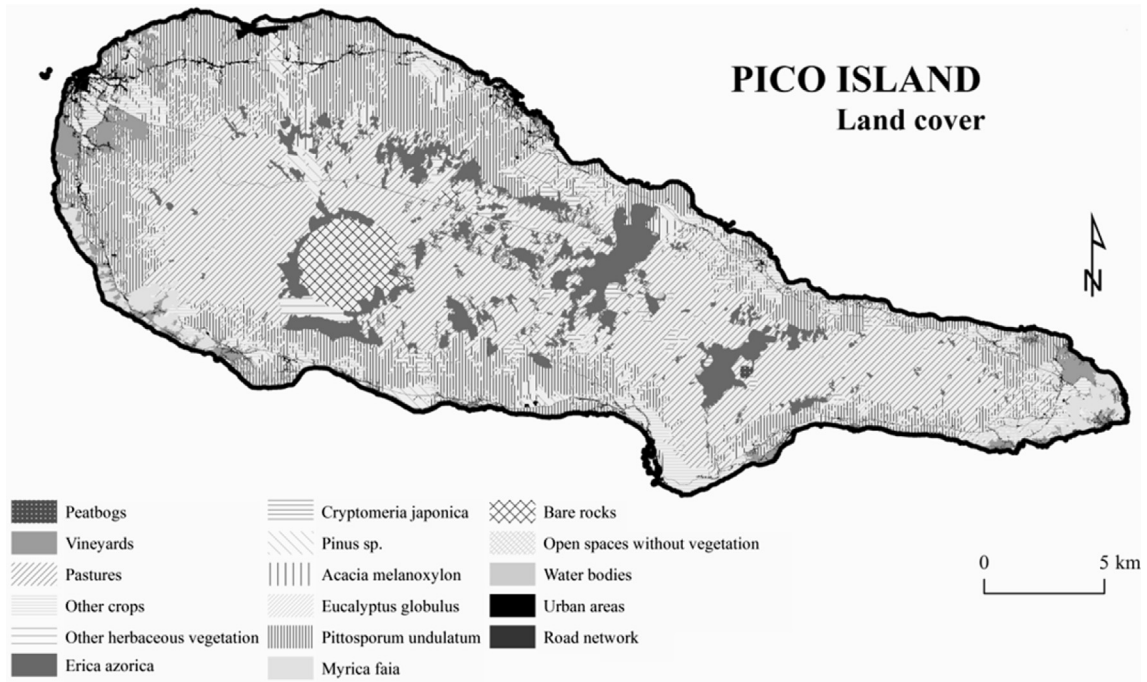 PICO ISLAND
Land cover
N
Peatbogs
Vineyards
Pastures
Other crops
Other herbaceous vegetation
Erica azorica
Cryptomeria japonica
Pinus sp.
Acacia melanoxylon
Eucalyptus globulus
Pittosporum undulatum
Myrica faia
Bare rocks
Open spaces without vegetation
Water bodies
Urban areas
Road network
0 5 km